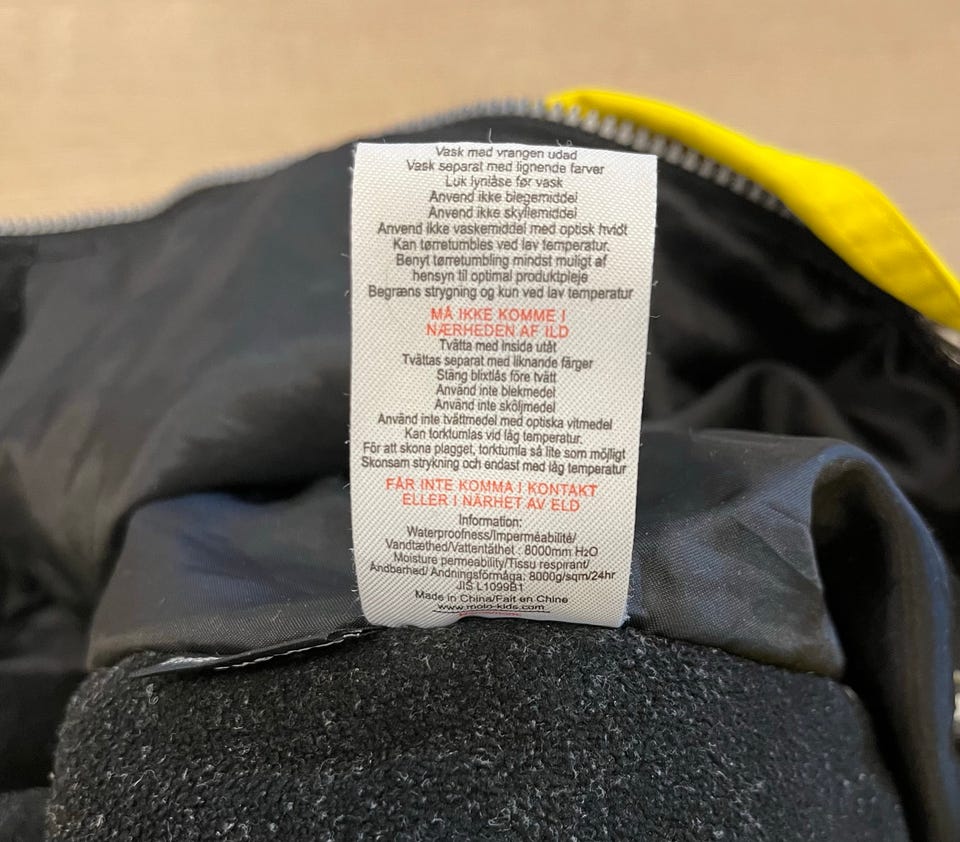 Vask med vrangen udad
Vask separat med lignende farver
Luk lynlåse før vask
Anvend ikke blegemiddel
Anvend ikke skyllemiddel
Anvend ikke vaskemiddel med optisk hvidt
Kan tørretumbles ved lav temperatur.
Benyt tørretumbling mindst muligt af
hensyn til optimal produktpleje
Begræns strygning og kun ved lav temperatur
MÅ IKKE KOMME I
NÆRHEDEN AF ILD
Tvätta med insida utåt
Tvättas separat med liknande färger
Stäng blixtlås före tvätt
Använd inte blekmedel
Använd inte sköljmedel
Använd inte tvättmedel med optiska vitmedel
Kan torktumlas vid låg temperatur.
För att skona plagget, torktumla så lite som möjligt
Skonsam strykning och endast med låg temperatur
FÅR INTE KOMMA I KONTAKT
ELLER I NÄRHET AV ELD
Information:
Waterproofness/Imperméabilité/
Vandtæthed/Vattentäthet : 8000mm H2O
Moisture permeability/Tissu respirant/
Åndbarhed/ Andningsförmåga: 8000g/sqm/24hr
JIS L1099B1
Made in China/Fait en Chine
www.molo-kids.com